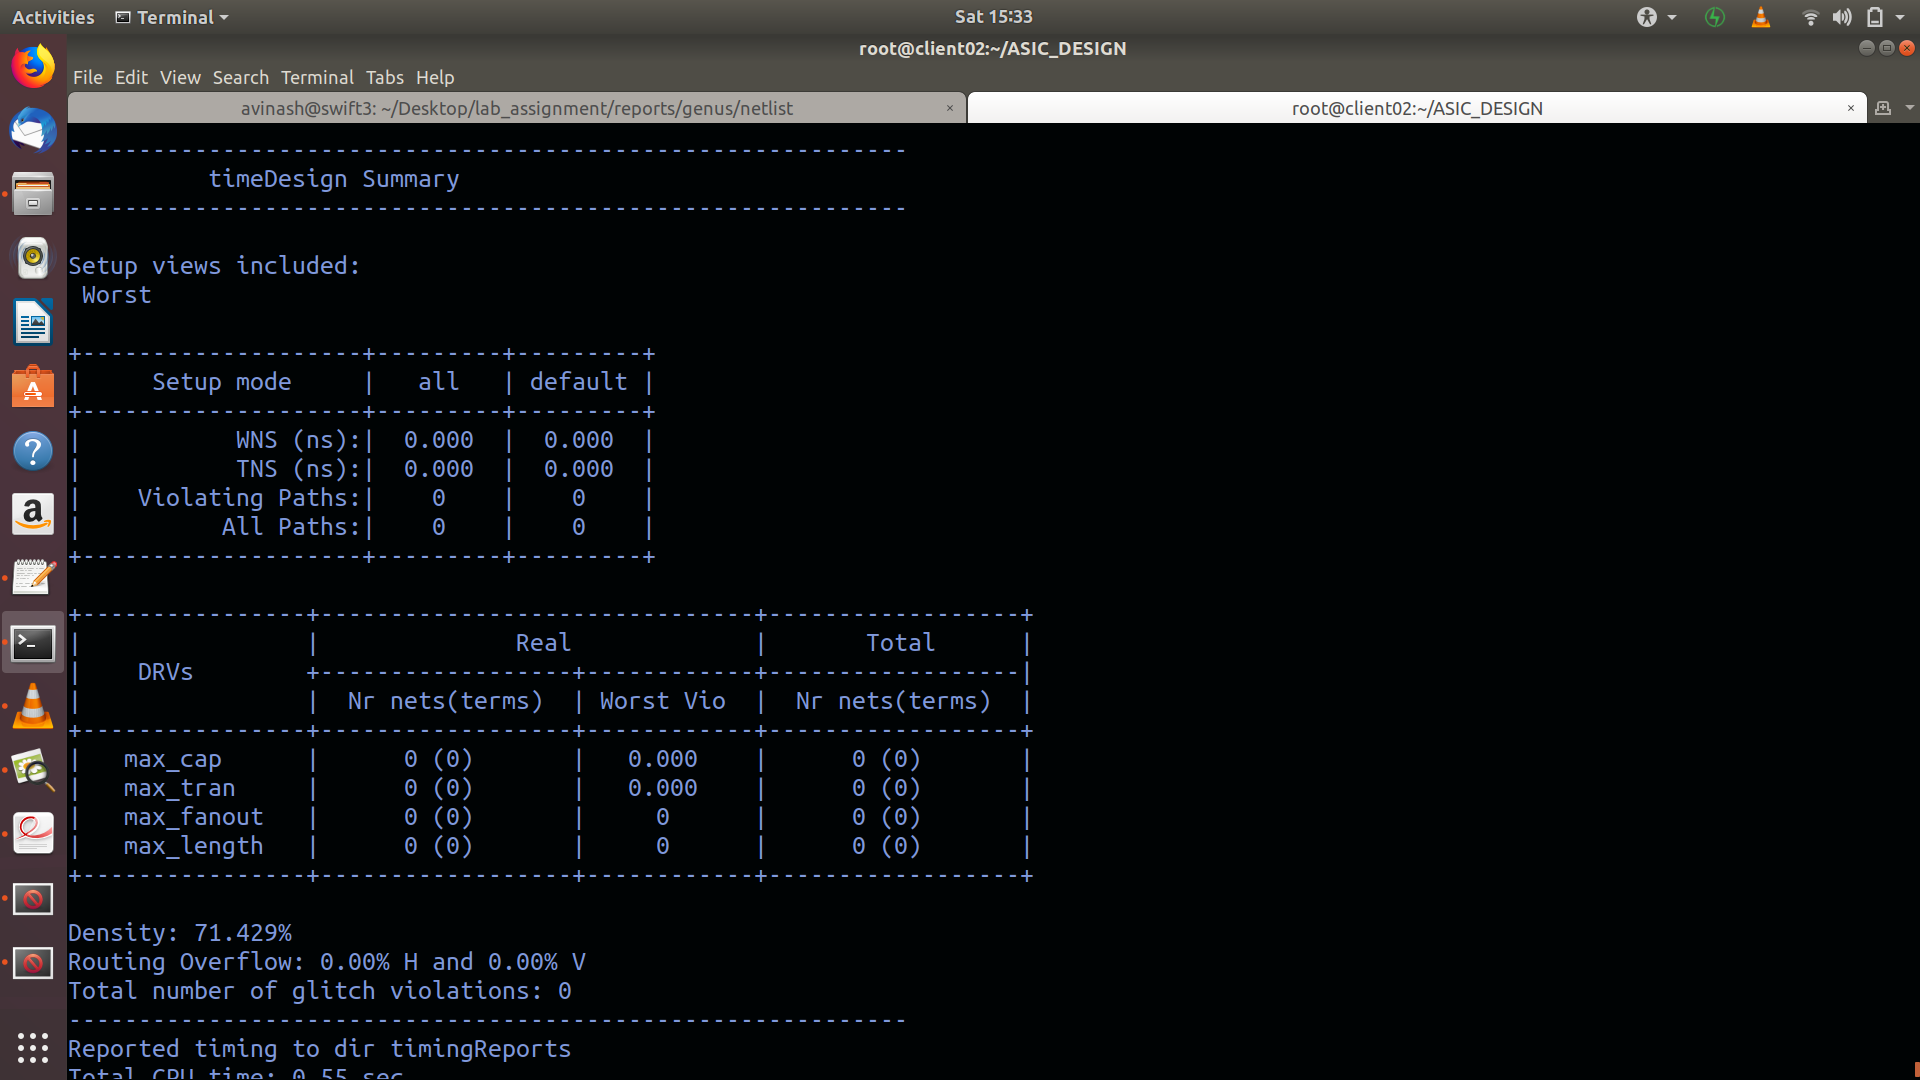 Activities Terminal Sat 15:33
root@client02:~/ASIC_DESIGN
File Edit View Search Terminal Tabs Help
avinash@swift3: ~/Desktop/lab_assignment/reports/genus/netlist × root@client02:~/ASIC_DESIGN ×
------------------------------------------------------------
          timeDesign Summary
------------------------------------------------------------
Setup views included:
 Worst
+--------------------+---------+---------+
|     Setup mode     |   all   | default |
+--------------------+---------+---------+
|           WNS (ns):|  0.000  |  0.000  |
|           TNS (ns):|  0.000  |  0.000  |
|    Violating Paths:|    0    |    0    |
|          All Paths:|    0    |    0    |
+--------------------+---------+---------+
+----------------+-------------------------------+------------------+
|                |              Real             |       Total      |
|    DRVs        +------------------+------------+------------------|
|                |  Nr nets(terms)  | Worst Vio  |  Nr nets(terms)  |
+----------------+------------------+------------+------------------+
|   max_cap      |      0 (0)       |   0.000    |      0 (0)       |
|   max_tran     |      0 (0)       |   0.000    |      0 (0)       |
|   max_fanout   |      0 (0)       |     0      |      0 (0)       |
|   max_length   |      0 (0)       |     0      |      0 (0)       |
+----------------+------------------+------------+------------------+
Density: 71.429%
Routing Overflow: 0.00% H and 0.00% V
Total number of glitch violations: 0
------------------------------------------------------------
Reported timing to dir timingReports
Total CPU time: 0.55 sec